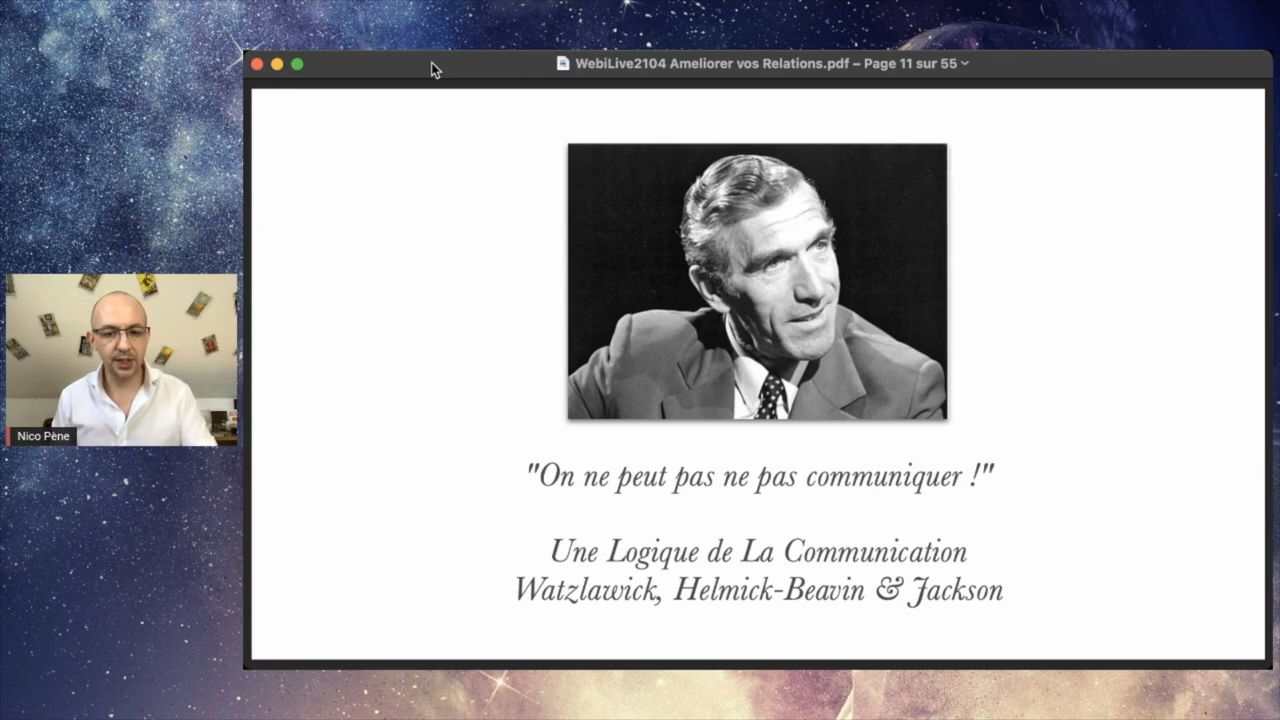 WebiLive2104 Ameliorer vos Relations.pdf – Page 11 sur 55
Nico Pène
"On ne peut pas ne pas communiquer !"
Une Logique de La Communication
Watzlawick, Helmick-Beavin & Jackson